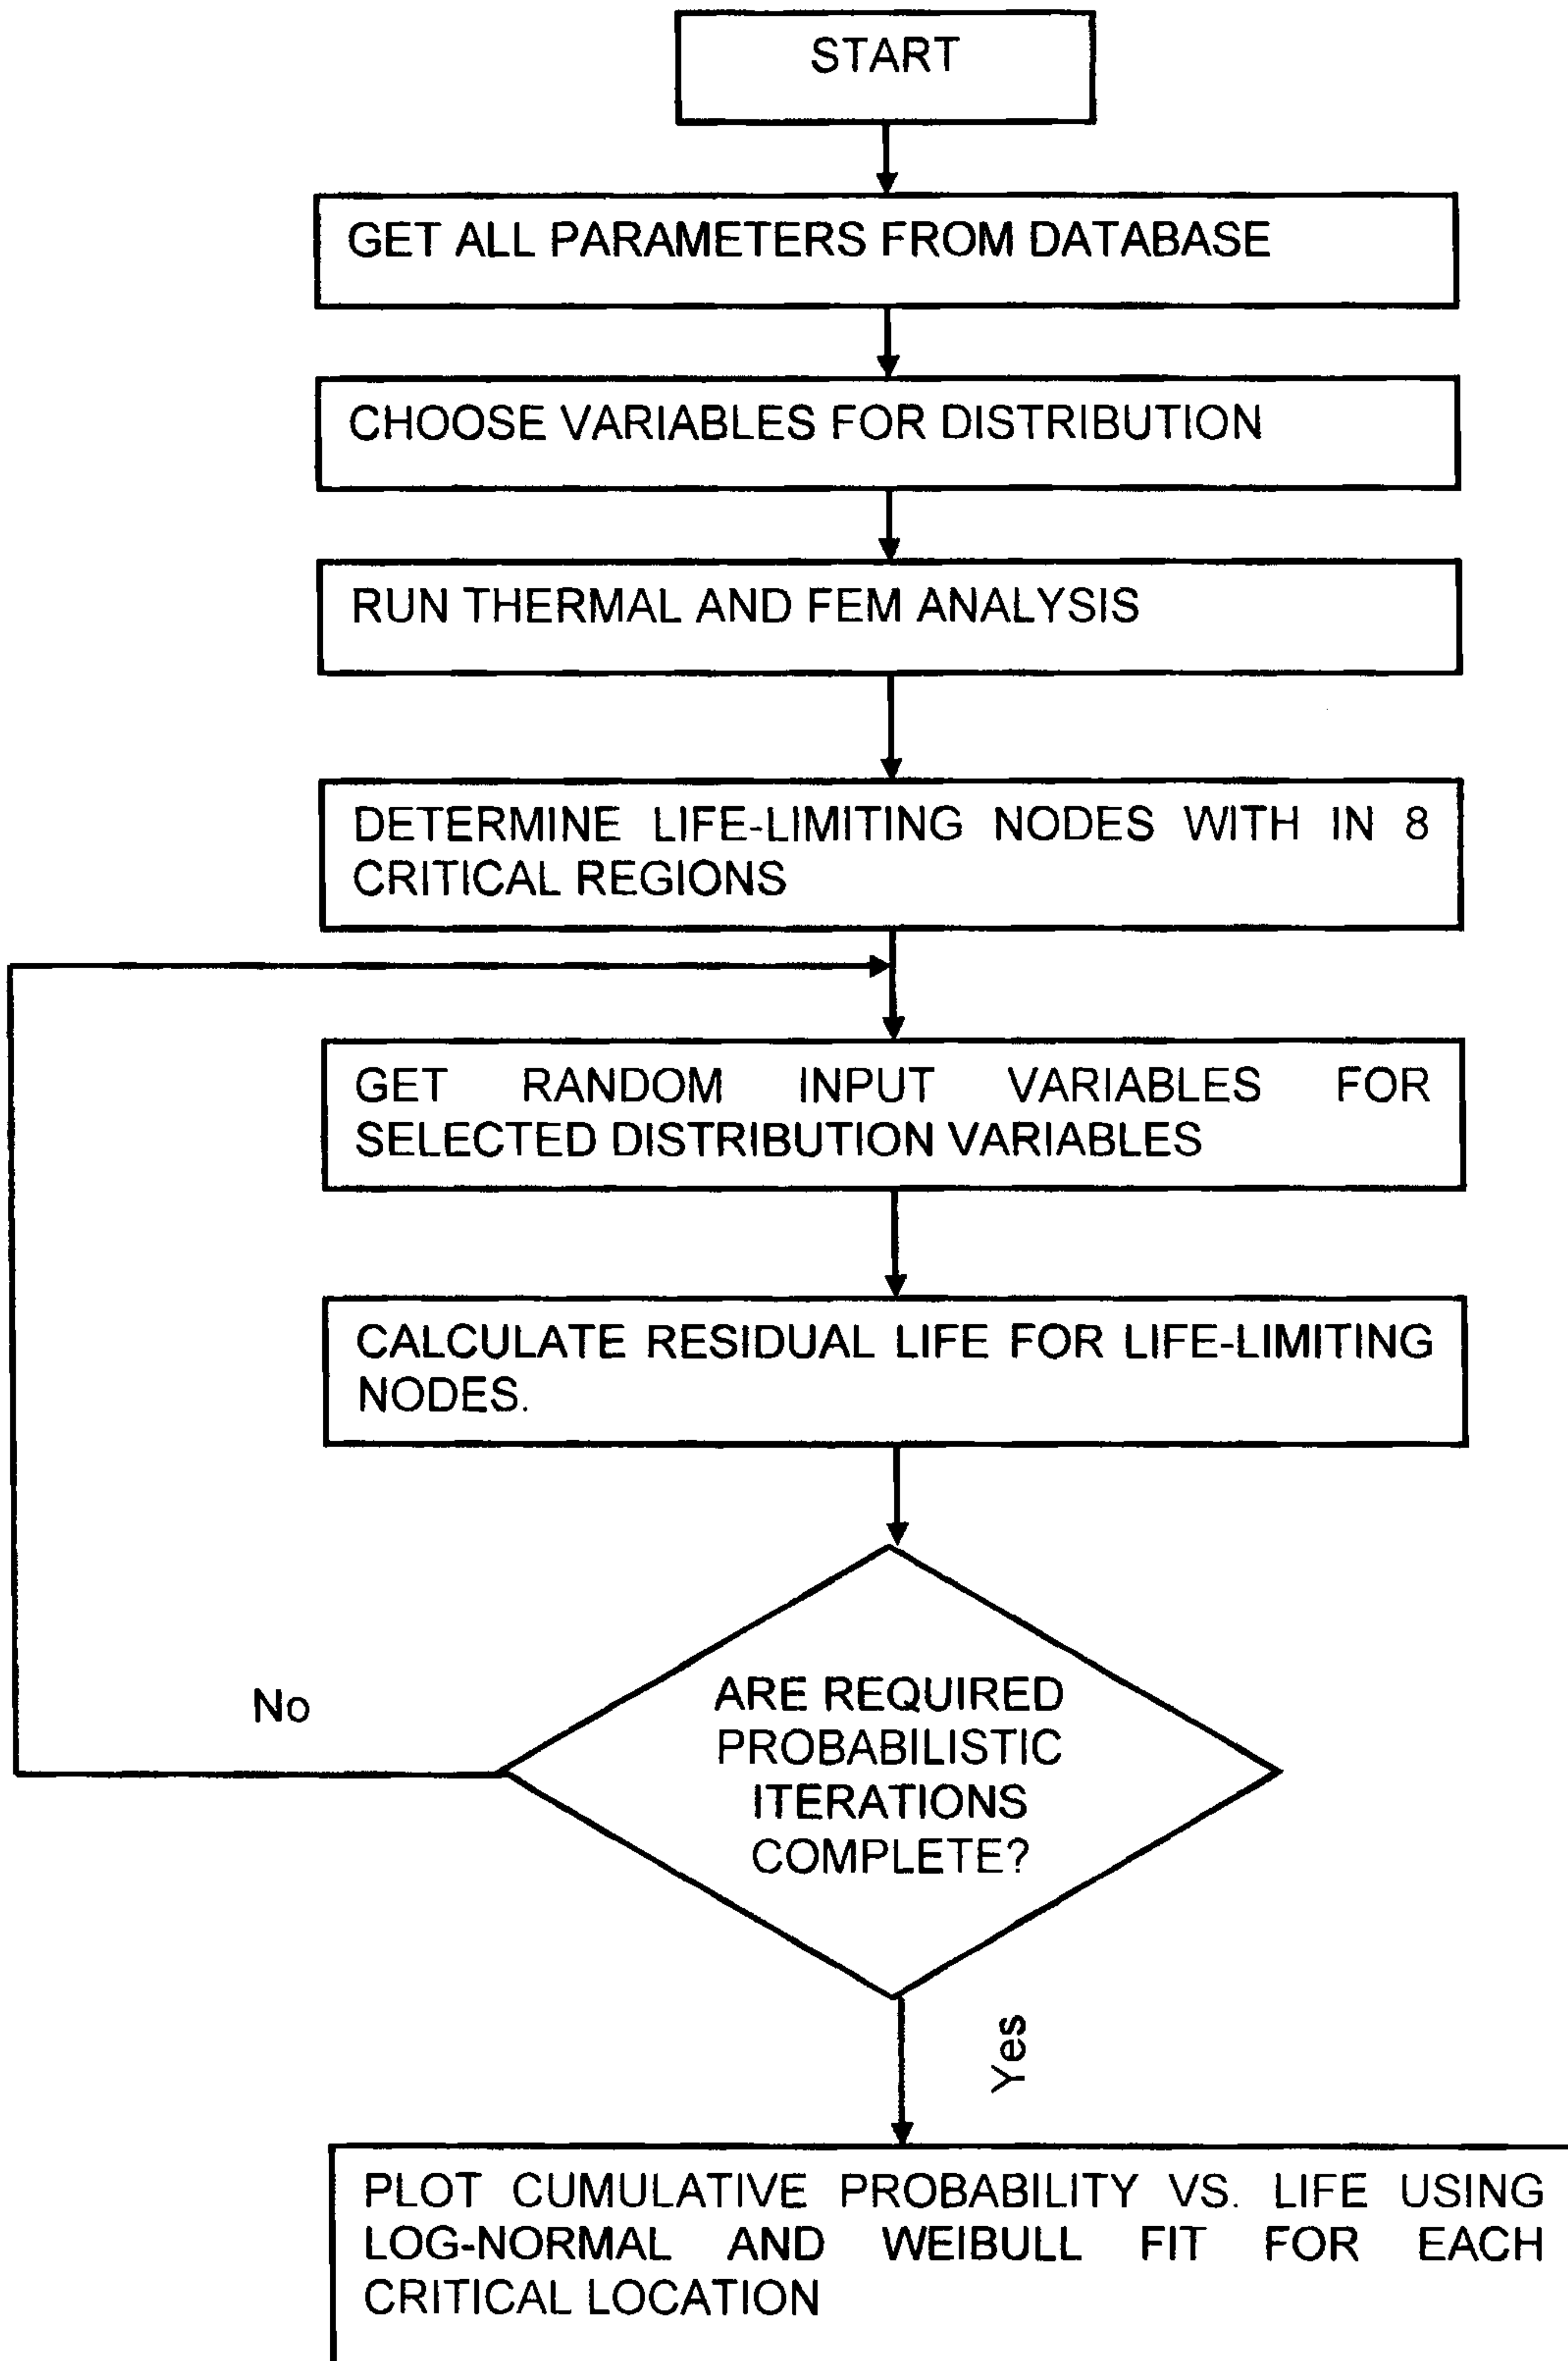 START
GET ALL PARAMETERS FROM DATABASE
CHOOSE VARIABLES FOR DISTRIBUTION
RUN THERMAL AND FEM ANALYSIS
DETERMINE LIFE-LIMITING NODES WITH IN 8
CRITICAL REGIONS
GET RANDOM INPUT VARIABLES FOR
SELECTED DISTRIBUTION VARIABLES
CALCULATE RESIDUAL LIFE FOR LIFE-LIMITING
NODES.
ARE REQUIRED
PROBABILISTIC
ITERATIONS
COMPLETE?
No
Yes
PLOT CUMULATIVE PROBABILITY VS. LIFE USING
LOG-NORMAL AND WEIBULL FIT FOR EACH
CRITICAL LOCATION